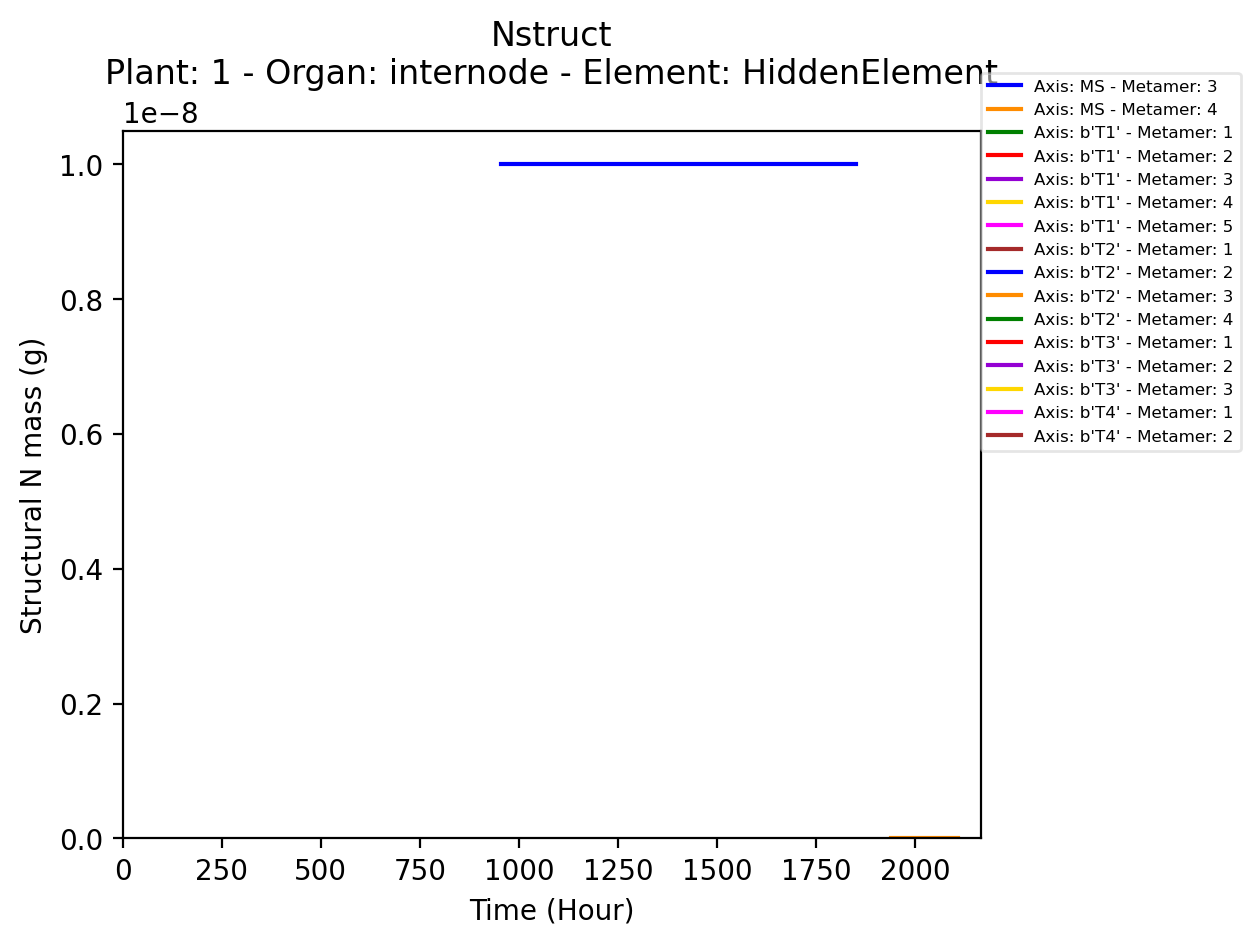 Nstruct
Plant: 1 - Organ: internode - Element: HiddenElement
1e−8
1.0
0.8
0.6
0.4
0.2
0.0
Structural N mass (g)
0 250 500 750 1000 1250 1500 1750 2000
Time (Hour)
Axis: MS - Metamer: 3
Axis: MS - Metamer: 4
Axis: b'T1' - Metamer: 1
Axis: b'T1' - Metamer: 2
Axis: b'T1' - Metamer: 3
Axis: b'T1' - Metamer: 4
Axis: b'T1' - Metamer: 5
Axis: b'T2' - Metamer: 1
Axis: b'T2' - Metamer: 2
Axis: b'T2' - Metamer: 3
Axis: b'T2' - Metamer: 4
Axis: b'T3' - Metamer: 1
Axis: b'T3' - Metamer: 2
Axis: b'T3' - Metamer: 3
Axis: b'T4' - Metamer: 1
Axis: b'T4' - Metamer: 2